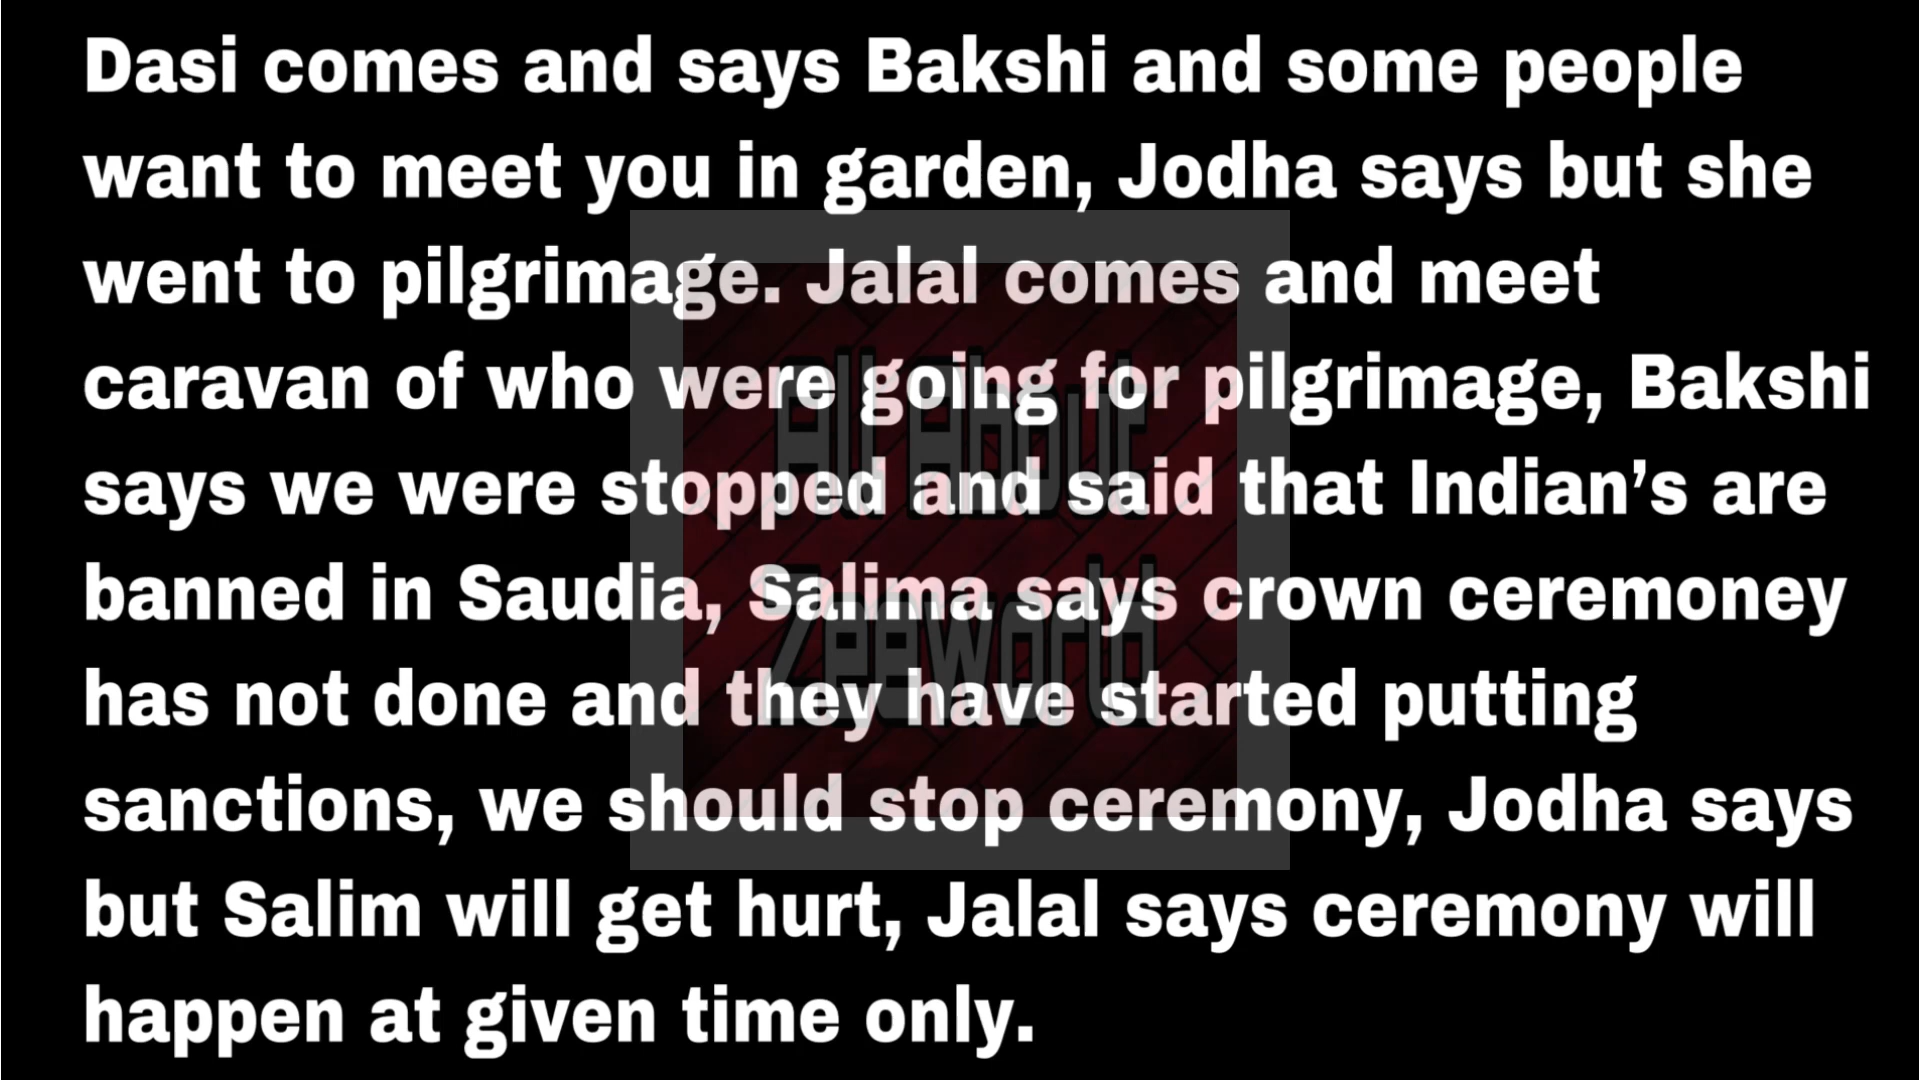 Dasi comes and says Bakshi and some people
want to meet you in garden, Jodha says but she
went to pilgrimage. Jalal comes and meet
caravan of who were going for pilgrimage, Bakshi
says we were stopped and said that Indian’s are
banned in Saudia, Salima says crown ceremoney
has not done and they have started putting
sanctions, we should stop ceremony, Jodha says
but Salim will get hurt, Jalal says ceremony will
happen at given time only.
All About
Zeeworld